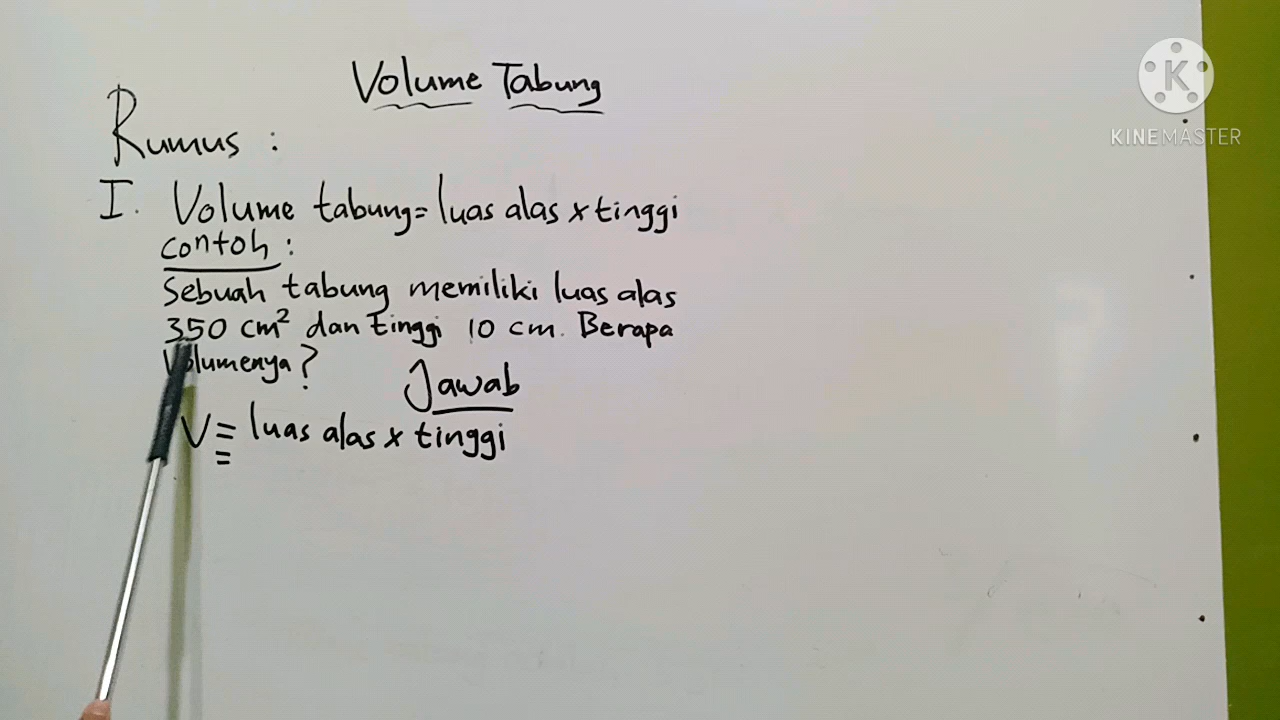 Volume Tabung
Rumus :
I. Volume tabung = luas alas x tinggi
Contoh :
Sebuah tabung memiliki luas alas
350 cm² dan tinggi 10 cm. Berapa
Volumenya?
Jawab
V = luas alas x tinggi
=
KINEMASTER